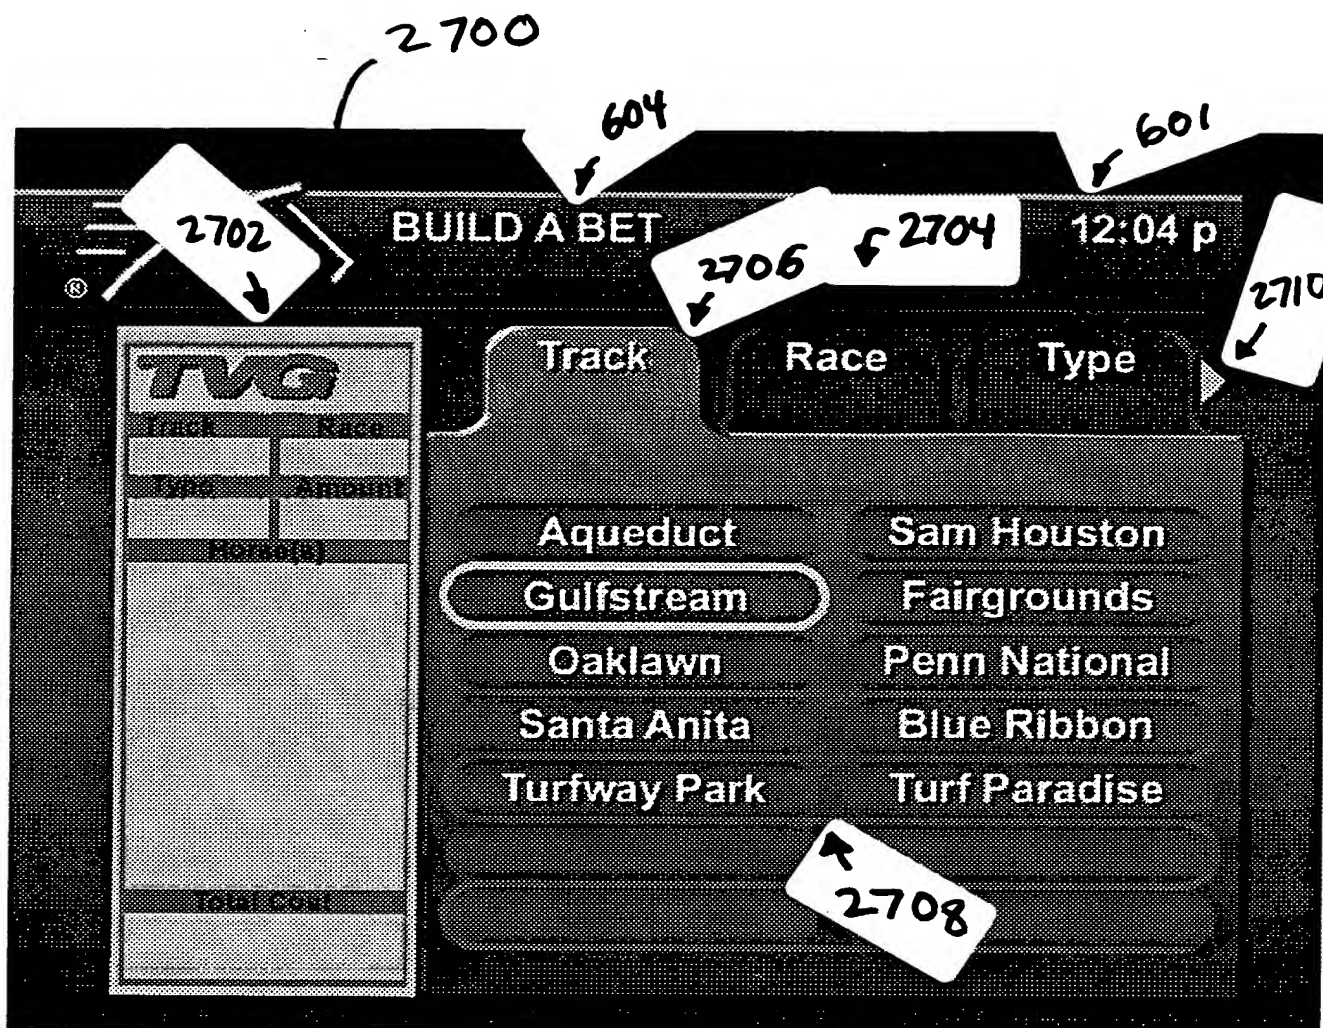 2700
604
601
2702
BUILD A BET
2706
2704
12:04 p
2710
®
TVG
Track Race Type
Track Race
Type Amount
Horse(s)
Aqueduct Sam Houston
Gulfstream Fairgrounds
Oaklawn Penn National
Santa Anita Blue Ribbon
Turfway Park Turf Paradise
2708
Total Cost